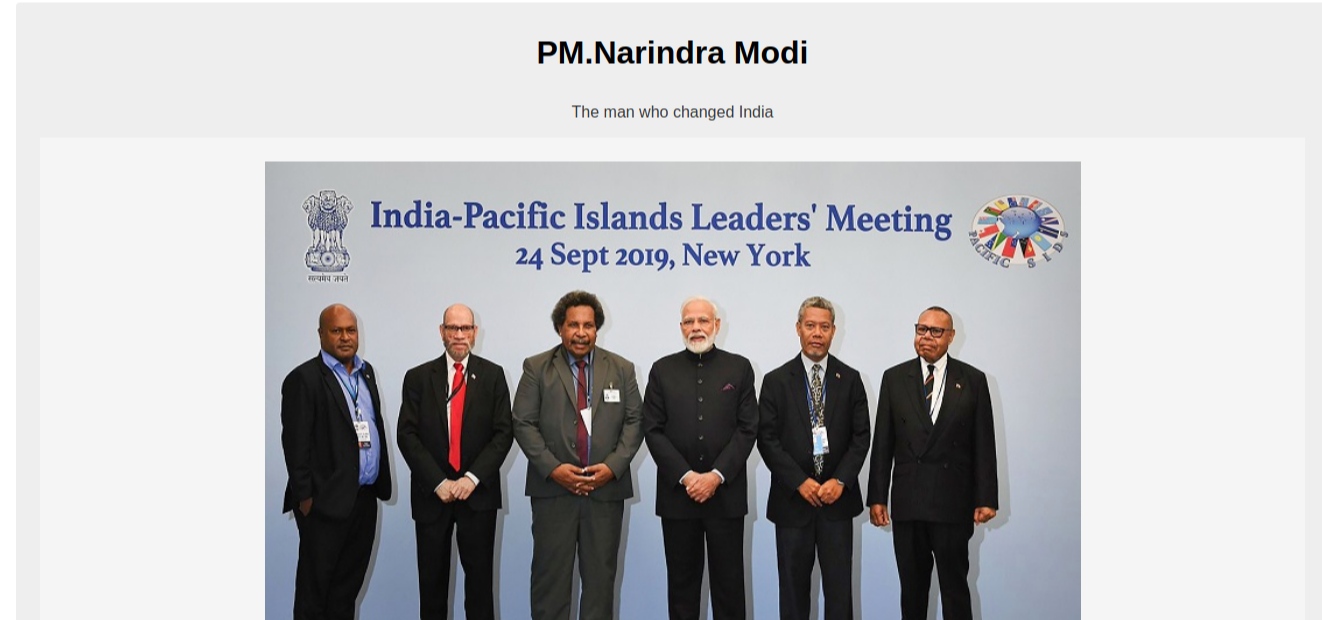 PM.Narindra Modi
The man who changed India
India-Pacific Islands Leaders' Meeting
24 Sept 2019, New York
सत्यमेव जयते
PACIFIC SIDS